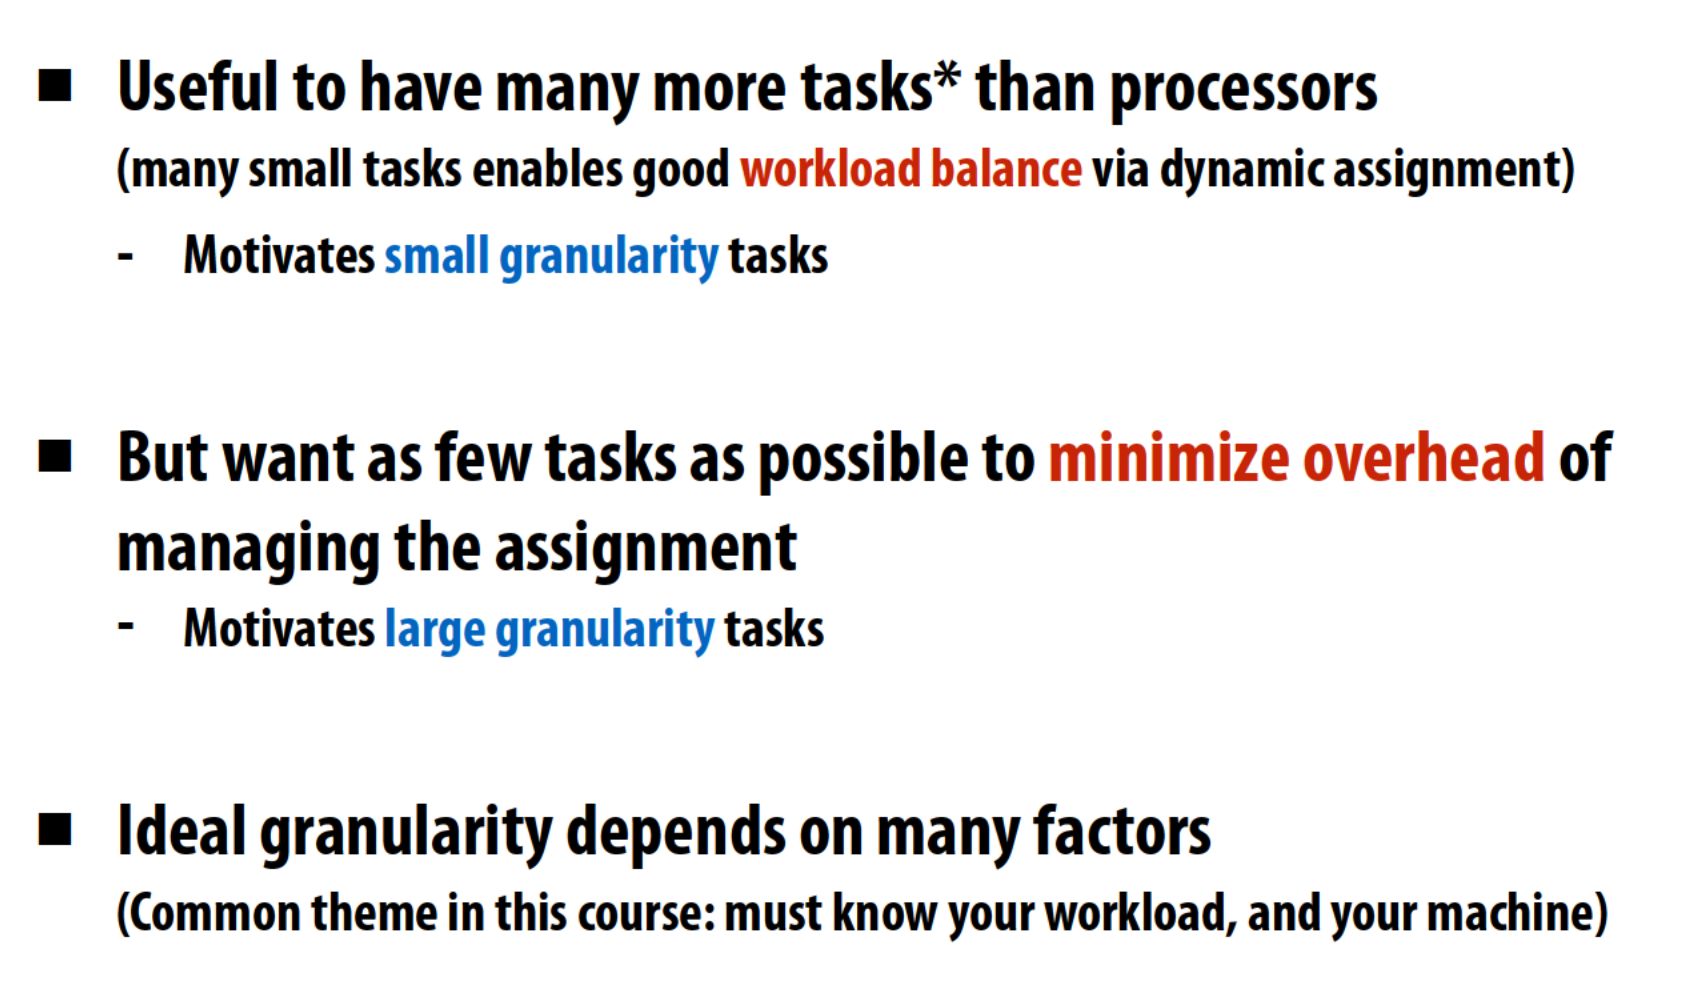 ■ Useful to have many more tasks* than processors
(many small tasks enables good workload balance via dynamic assignment)
- Motivates small granularity tasks
■ But want as few tasks as possible to minimize overhead of
managing the assignment
- Motivates large granularity tasks
■ Ideal granularity depends on many factors
(Common theme in this course: must know your workload, and your machine)